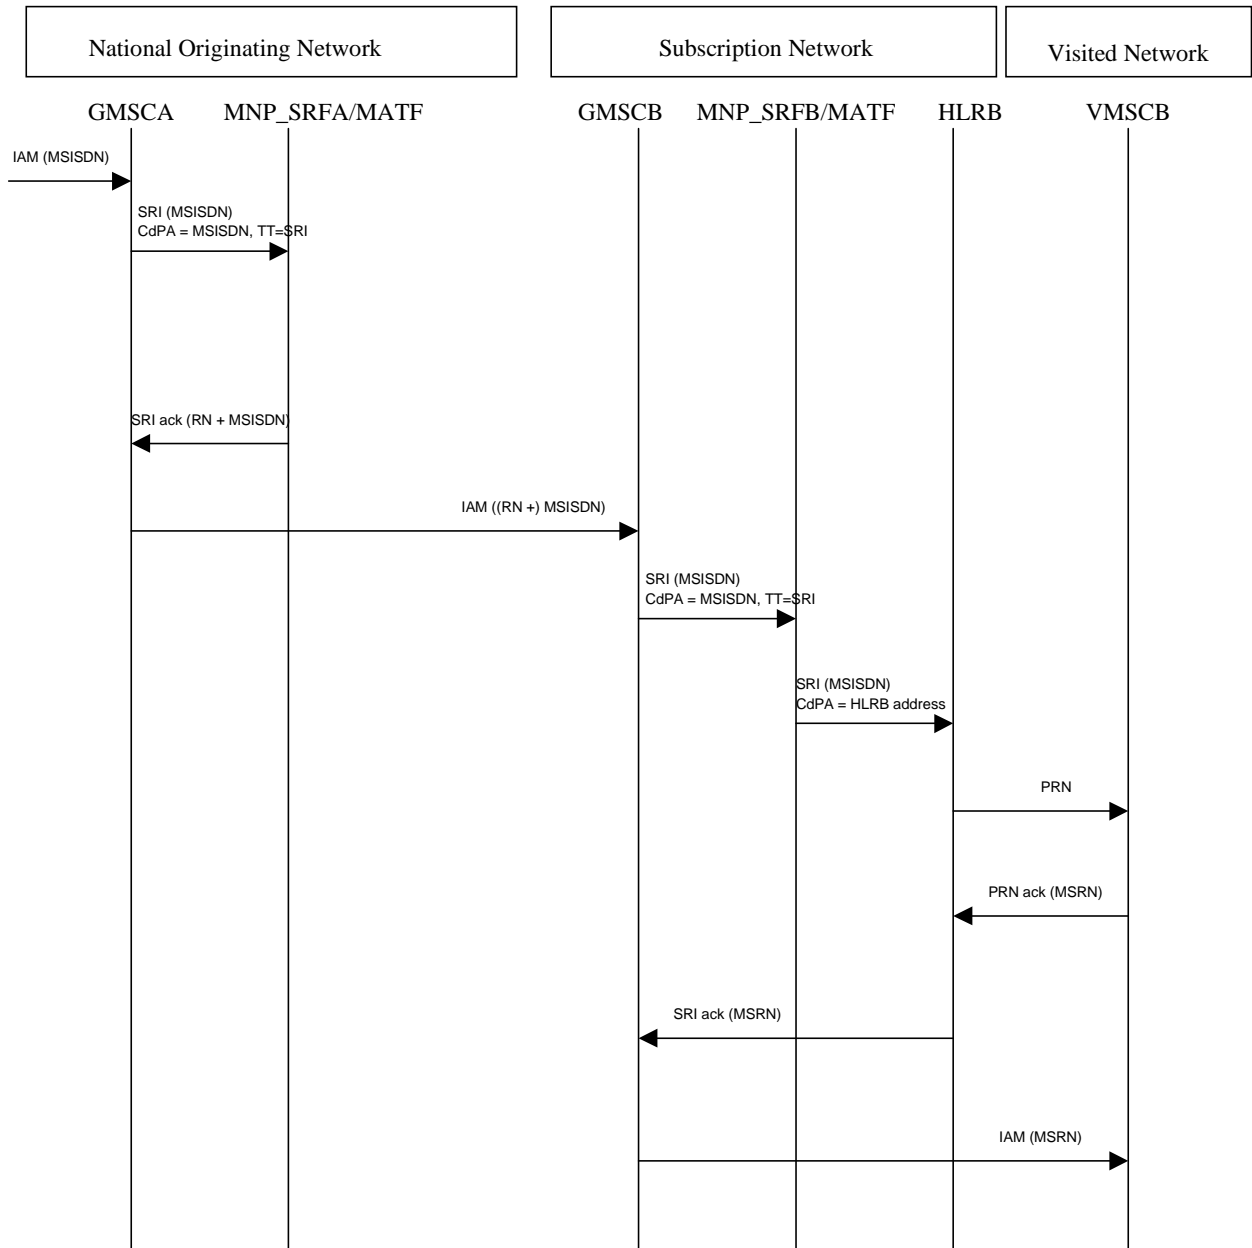 National Originating Network
Subscription Network
Visited Network
GMSCA
MNP_SRFA/MATF
GMSCB
MNP_SRFB/MATF
HLRB
VMSCB
IAM (MSISDN)
SRI (MSISDN)
CdPA = MSISDN, TT=SRI
SRI ack (RN + MSISDN)
IAM ((RN +) MSISDN)
SRI (MSISDN)
CdPA = MSISDN, TT=SRI
SRI (MSISDN)
CdPA = HLRB address
PRN
PRN ack (MSRN)
SRI ack (MSRN)
IAM (MSRN)